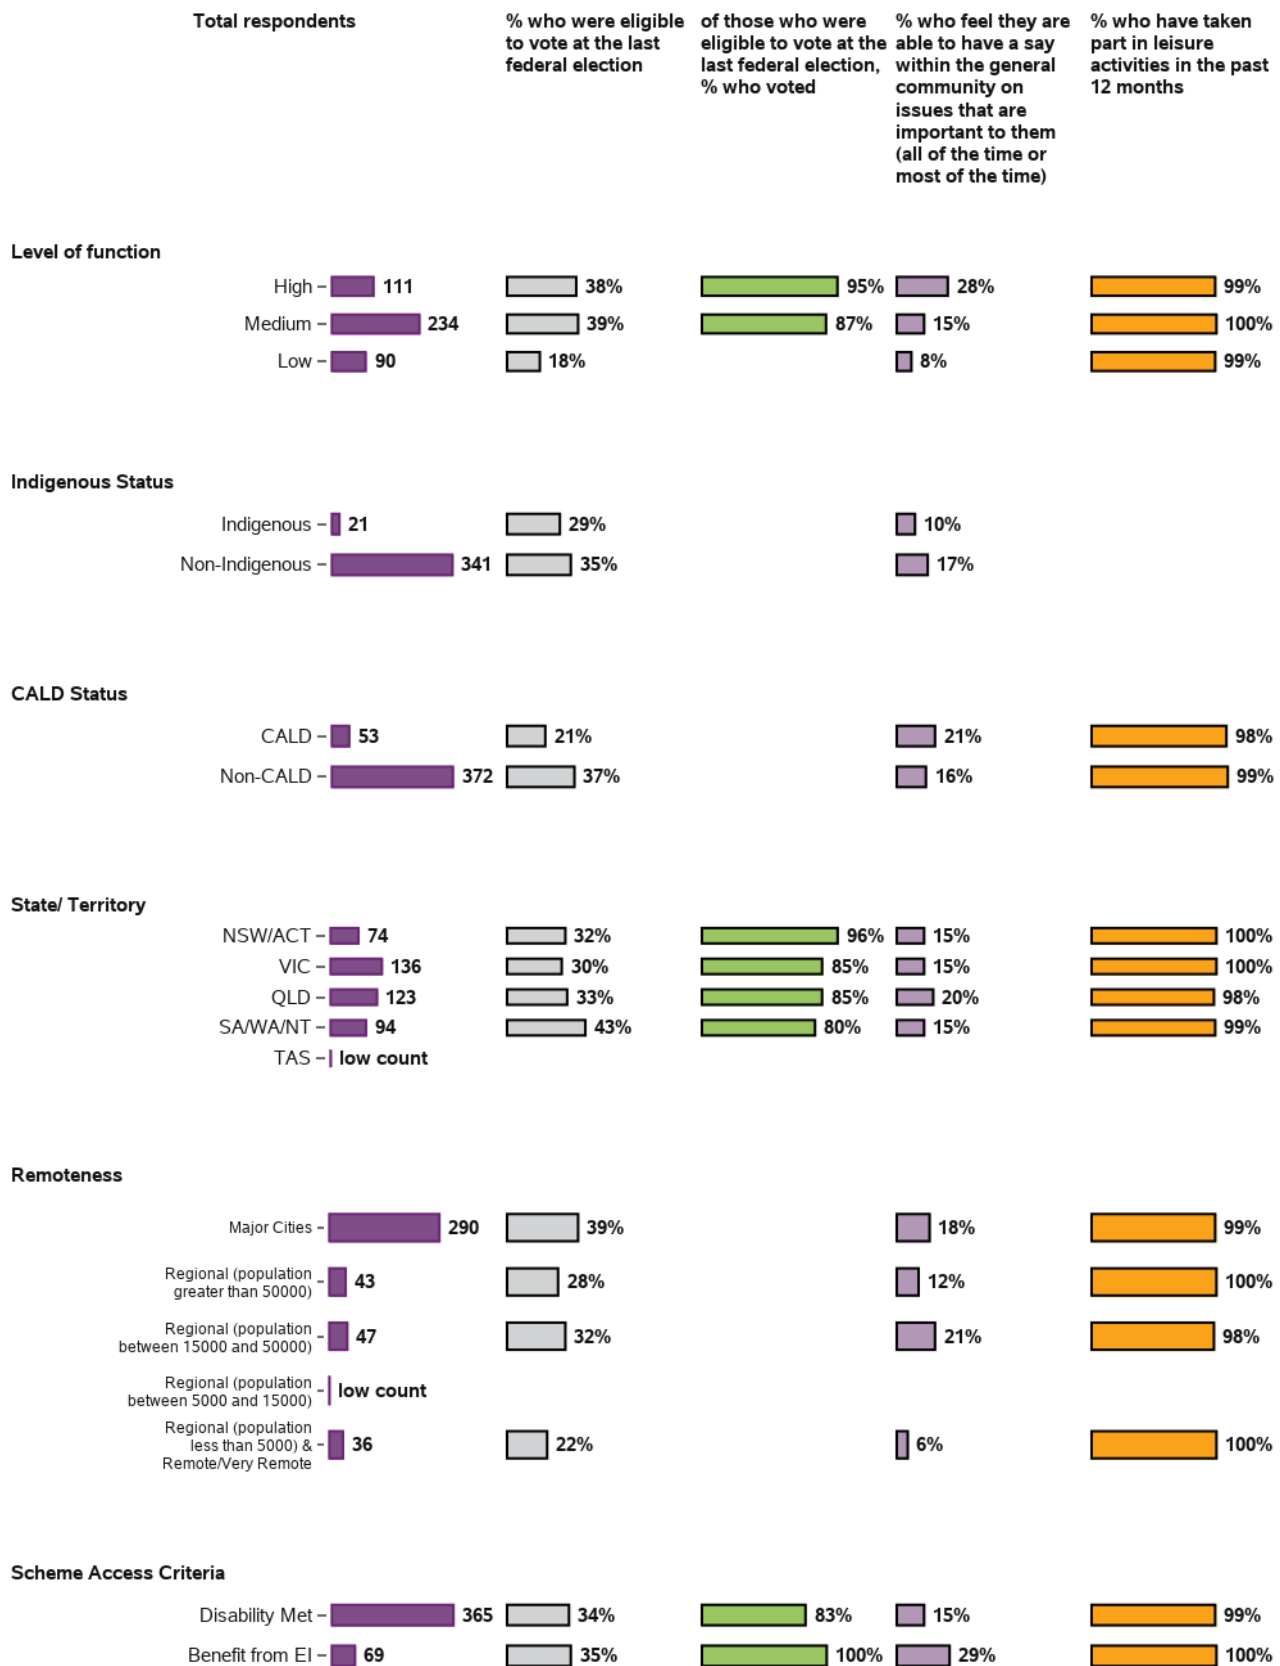 Total respondents
% who were eligible
to vote at the last
federal election
of those who were
eligible to vote at the
last federal election,
% who voted
% who feel they are
able to have a say
within the general
community on
issues that are
important to them
(all of the time or
most of the time)
% who have taken
part in leisure
activities in the past
12 months
Level of function
High 111 38% 95% 28% 99%
Medium 234 39% 87% 15% 100%
Low 90 18% 8% 99%
Indigenous Status
Indigenous 21 29% 10%
Non-Indigenous 341 35% 17%
CALD Status
CALD 53 21% 21% 98%
Non-CALD 372 37% 16% 99%
State/ Territory
NSW/ACT 74 32% 96% 15% 100%
VIC 136 30% 85% 15% 100%
QLD 123 33% 85% 20% 98%
SA/WA/NT 94 43% 80% 15% 99%
TAS low count
Remoteness
Major Cities 290 39% 18% 99%
Regional (population
greater than 50000)
43 28% 12% 100%
Regional (population
between 15000 and 50000)
47 32% 21% 98%
Regional (population
between 5000 and 15000)
low count
Regional (population
less than 5000) &
Remote/Very Remote
36 22% 6% 100%
Scheme Access Criteria
Disability Met 365 34% 83% 15% 99%
Benefit from EI 69 35% 100% 29% 100%